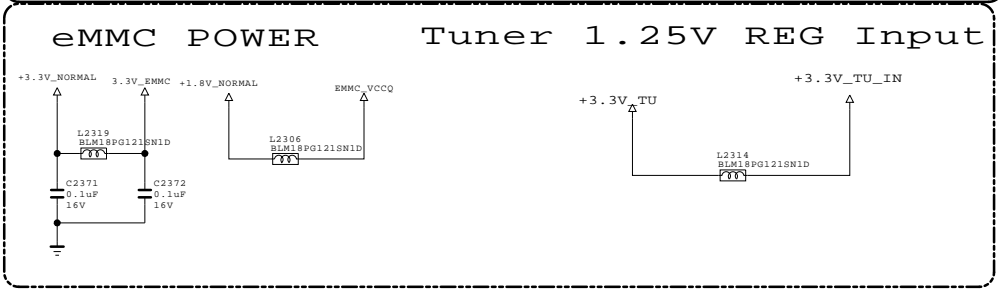 eMMC POWER
Tuner 1.25V REG Input
+3.3V_NORMAL
3.3V_EMMC
+1.8V_NORMAL
EMMC_VCCQ
+3.3V_TU
+3.3V_TU_IN
L2319
BLM18PG121SN1D
L2306
BLM18PG121SN1D
L2314
BLM18PG121SN1D
C2371
0.1uF
16V
C2372
0.1uF
16V